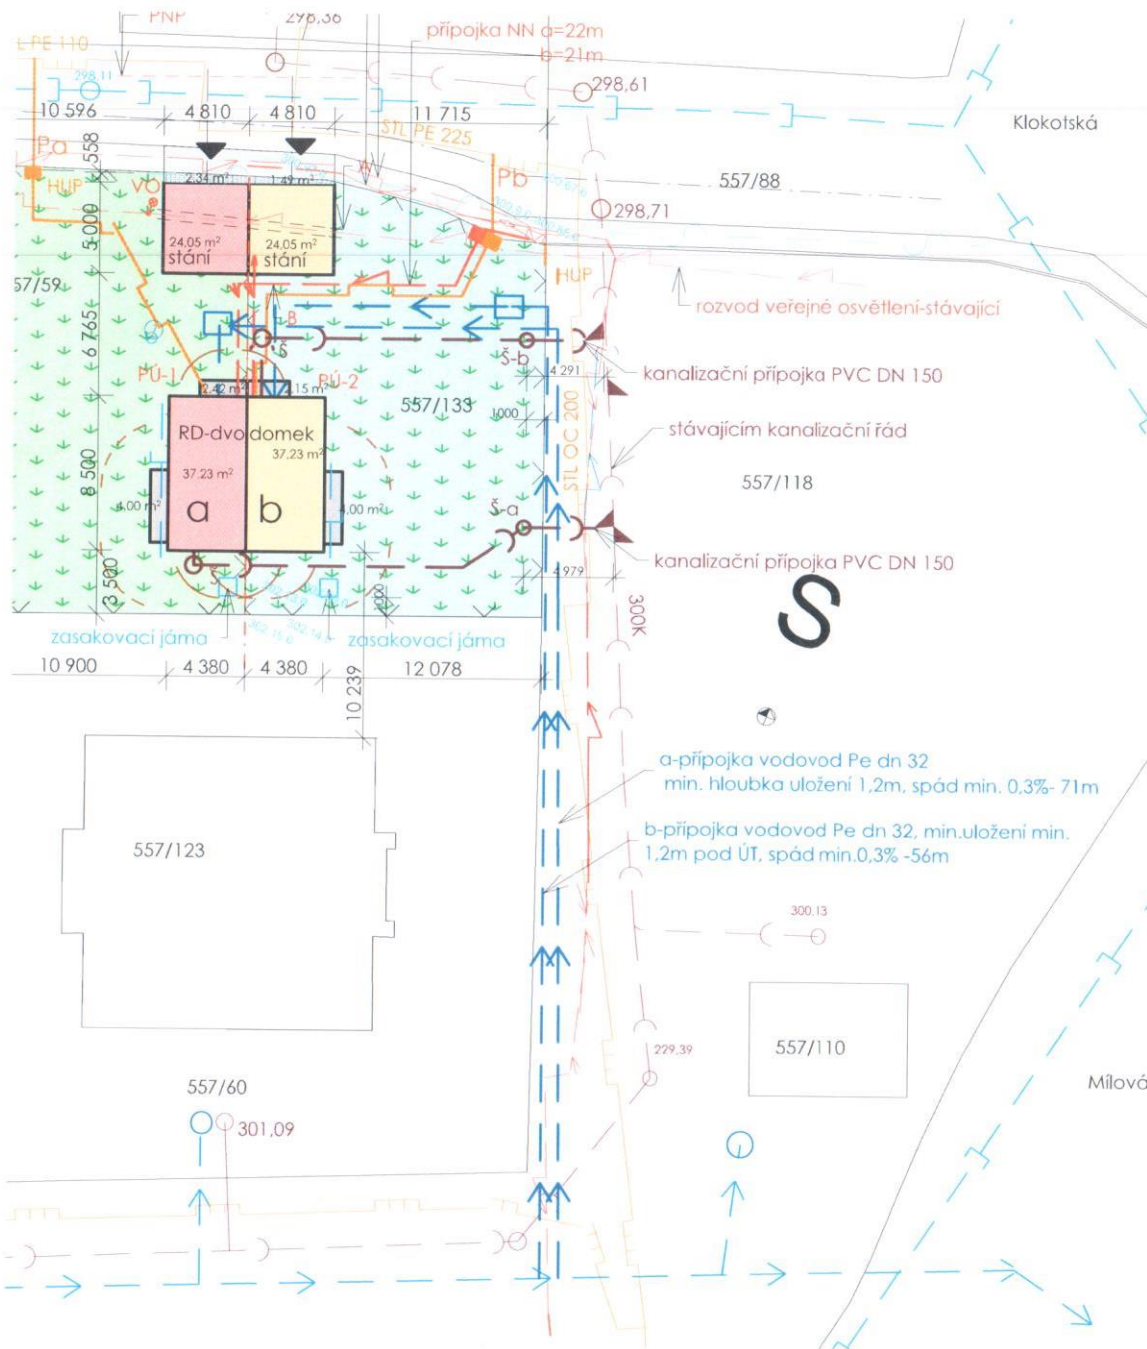 PNP
298,36
přípojka NN a=22m
b=21m
PE 110
298,11
298,61
10 596
4 810
4 810
11 715
STL PE 225
Klokotská
Pa
558
Pb
557/88
HUP
VO
2.34 m²
1.49 m²
298,71
5 000
24,05 m²
stání
24,05 m²
stání
HUP
57/59
rozvod veřejné osvětlení-stávající
6 765
B
Š
Š-b
4 291
kanalizační přípojka PVC DN 150
PÚ-1
PÚ-2
2.42 m²
2.15 m²
557/133
1000
stávajícím kanalizační řád
RD-dvo domek
37,23 m²
37.23 m²
STL OC 200
8 500
557/118
4,00 m²
a
b
4,00 m²
Š-a
kanalizační přípojka PVC DN 150
Š
4 979
3 500
300K
S
zasakovací jáma
zasakovací jáma
10 900
4 380
4 380
12 078
10 239
a-přípojka vodovod Pe dn 32
min. hloubka uložení 1,2m, spád min. 0,3%- 71m
b-přípojka vodovod Pe dn 32, min.uložení min.
1,2m pod ÚT, spád min.0,3% -56m
557/123
300,13
229,39
557/110
Mílová
557/60
301,09